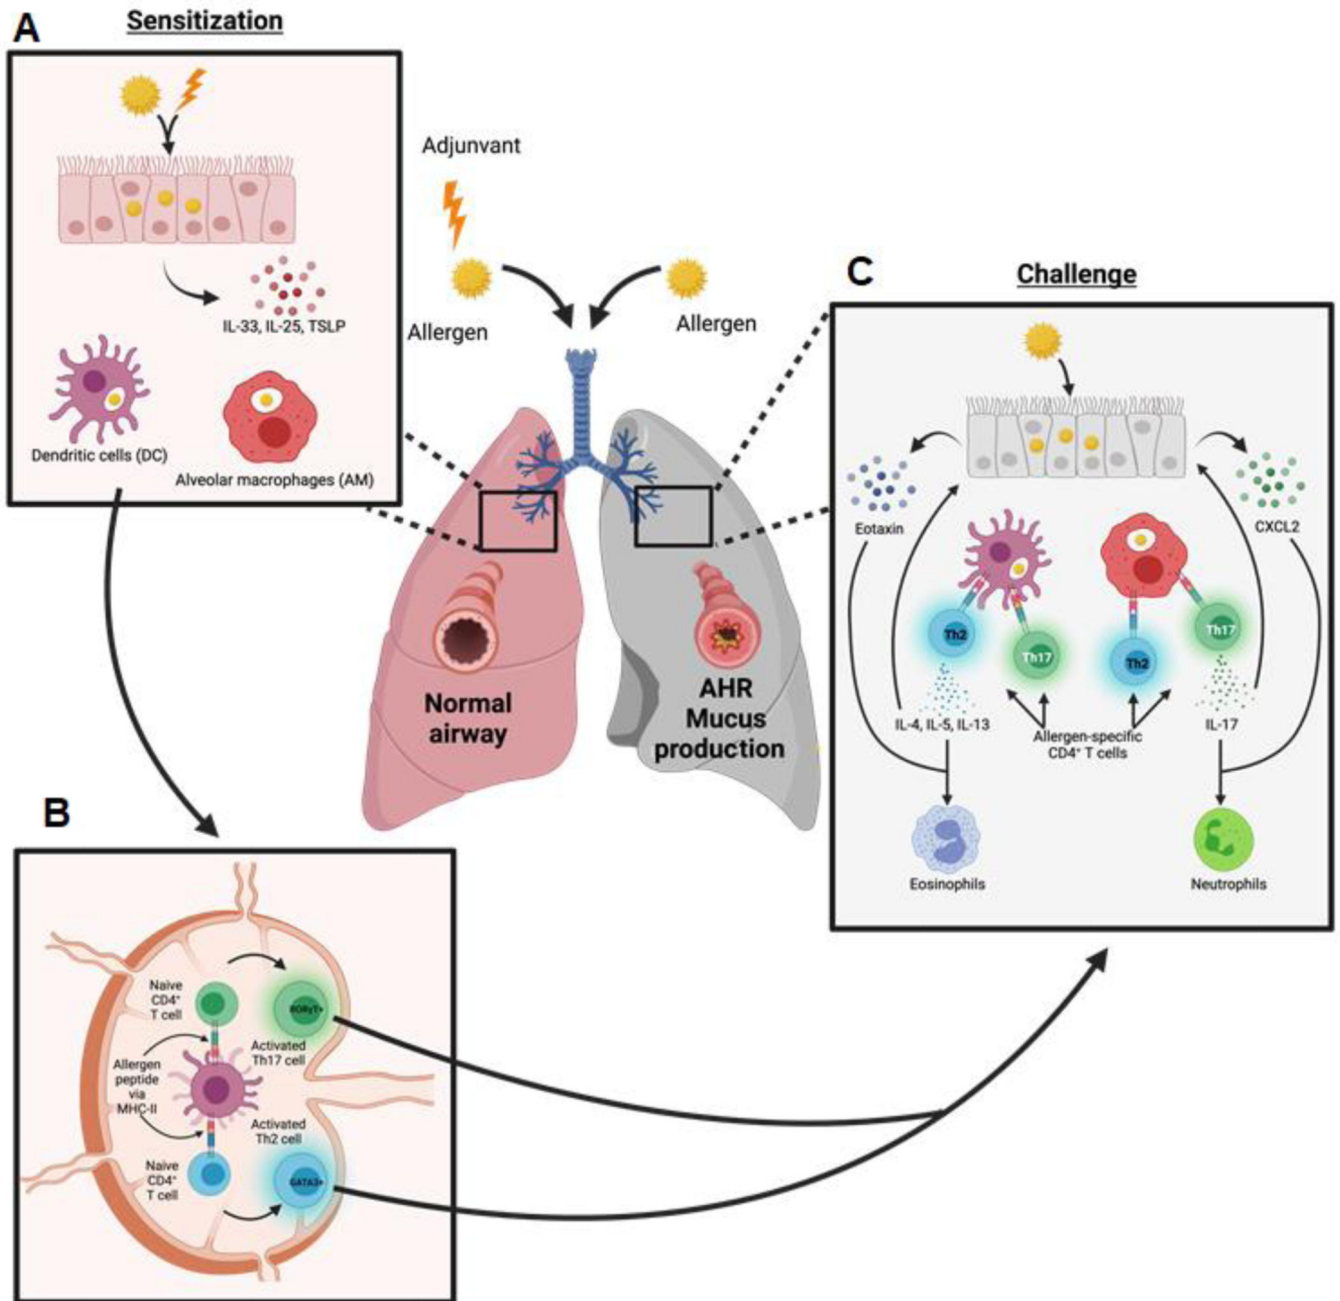 A
Sensitization
IL-33, IL-25, TSLP
Dendritic cells (DC)
Alveolar macrophages (AM)
Adjunvant
Allergen
Allergen
Normal
airway
AHR
Mucus
production
B
Naive
CD4⁺
T cell
RORγT+
Activated
Th17 cell
Allergen
peptide
via
MHC-II
Activated
Th2 cell
Naive
CD4⁺
T cell
GATA3+
C
Challenge
Eotaxin
CXCL2
Th2
Th17
Th2
Th17
IL-4, IL-5, IL-13
Allergen-specific
CD4⁺ T cells
IL-17
Eosinophils
Neutrophils